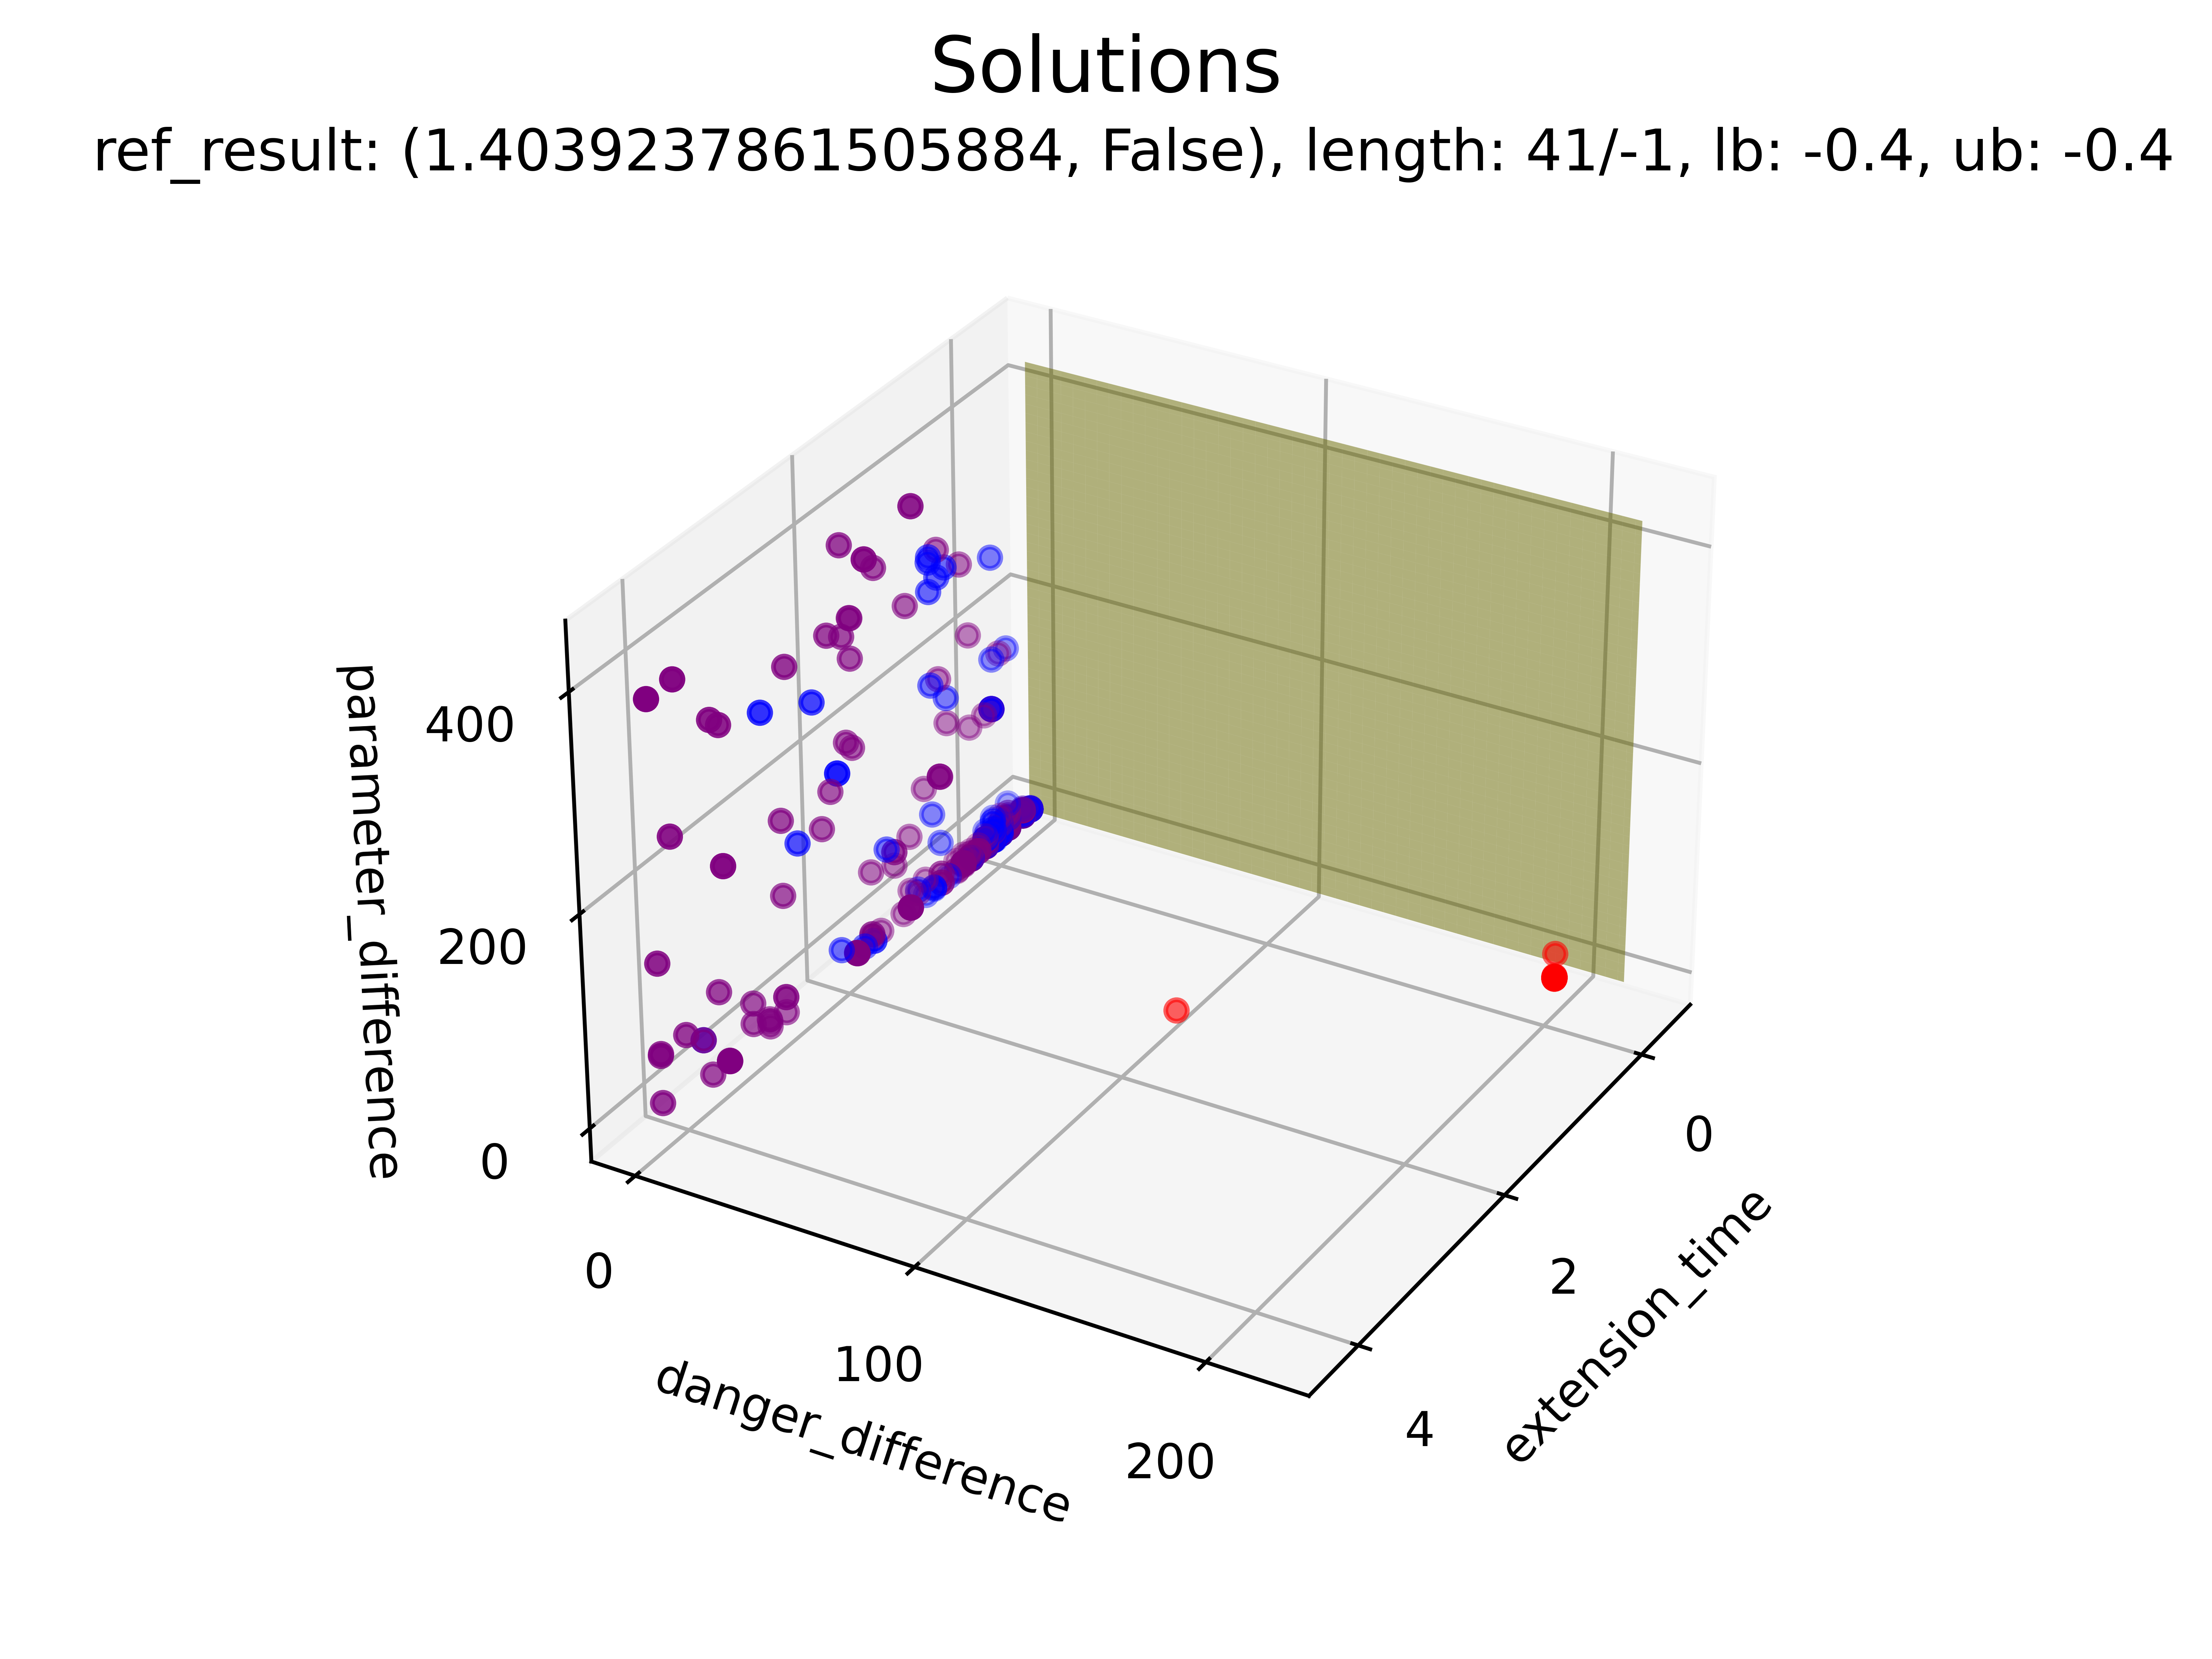 Solutions
ref_result: (1.4039237861505884, False), length: 41/-1, lb: -0.4, ub: -0.4
parameter_difference
400
200
0
0
100
200
danger_difference
0
2
4
extension_time